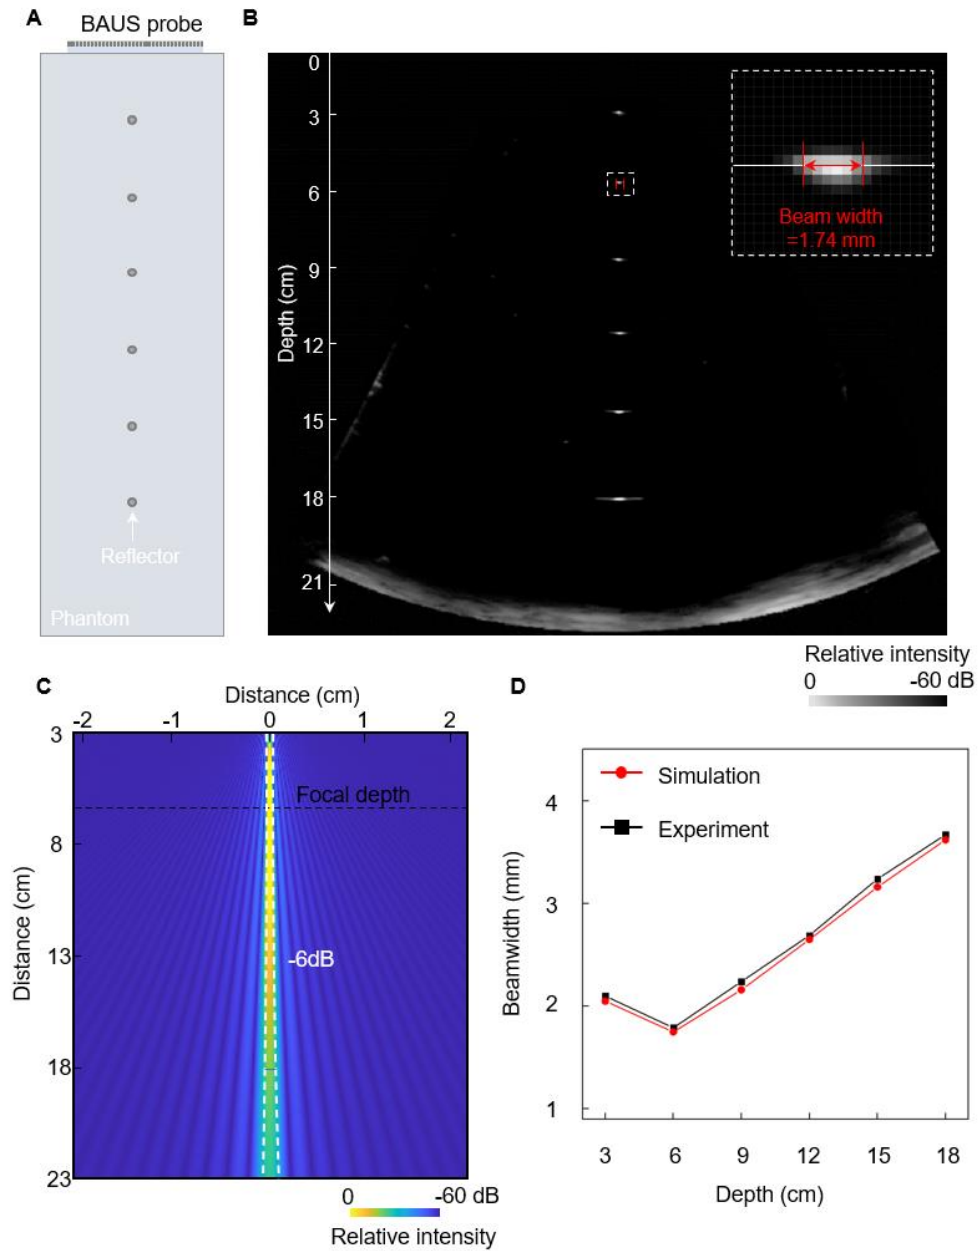 A
BAUS probe
Reflector
Phantom
B
0
3
6
9
12
15
18
21
Depth (cm)
Beam width
=1.74 mm
Relative intensity
0 -60 dB
C
Distance (cm)
-2 -1 0 1 2
3
8
13
18
23
Distance (cm)
Focal depth
-6dB
0 -60 dB
Relative intensity
D
Simulation
Experiment
4
3
2
1
Beamwidth (mm)
3 6 9 12 15 18
Depth (cm)